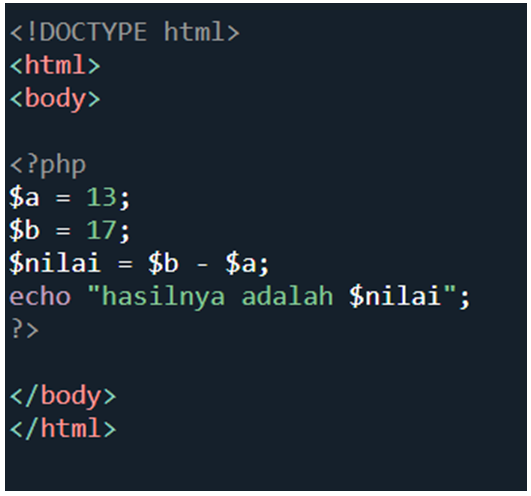 <!DOCTYPE html>
<html>
<body>
<?php
$a = 13;
$b = 17;
$nilai = $b - $a;
echo "hasilnya adalah $nilai";
?>
</body>
</html>